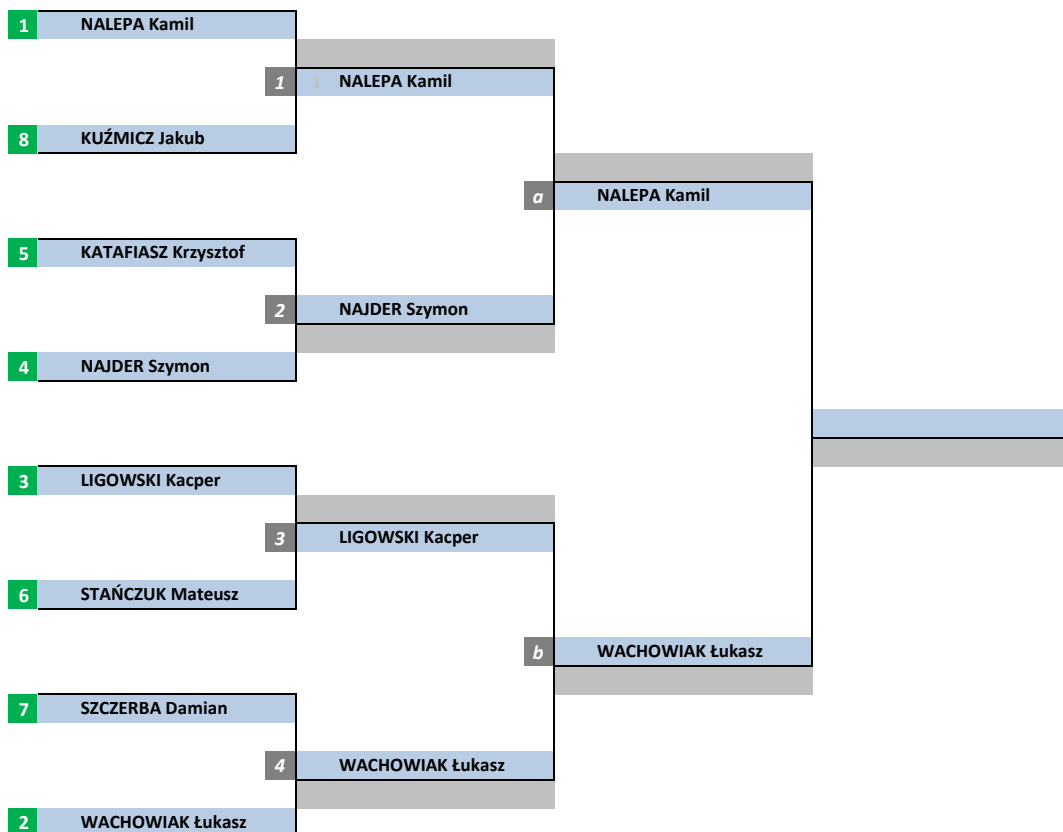 1 NALEPA Kamil
1 1 NALEPA Kamil
8 KUŹMICZ Jakub
a NALEPA Kamil
5 KATAFIASZ Krzysztof
2 NAJDER Szymon
4 NAJDER Szymon
3 LIGOWSKI Kacper
3 LIGOWSKI Kacper
6 STAŃCZUK Mateusz
b WACHOWIAK Łukasz
7 SZCZERBA Damian
4 WACHOWIAK Łukasz
2 WACHOWIAK Łukasz